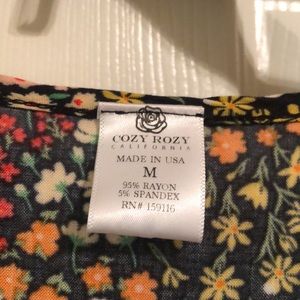 COZY ROZY
CALIFORNIA
MADE IN USA
M
95% RAYON
5% SPANDEX
RN# 159116